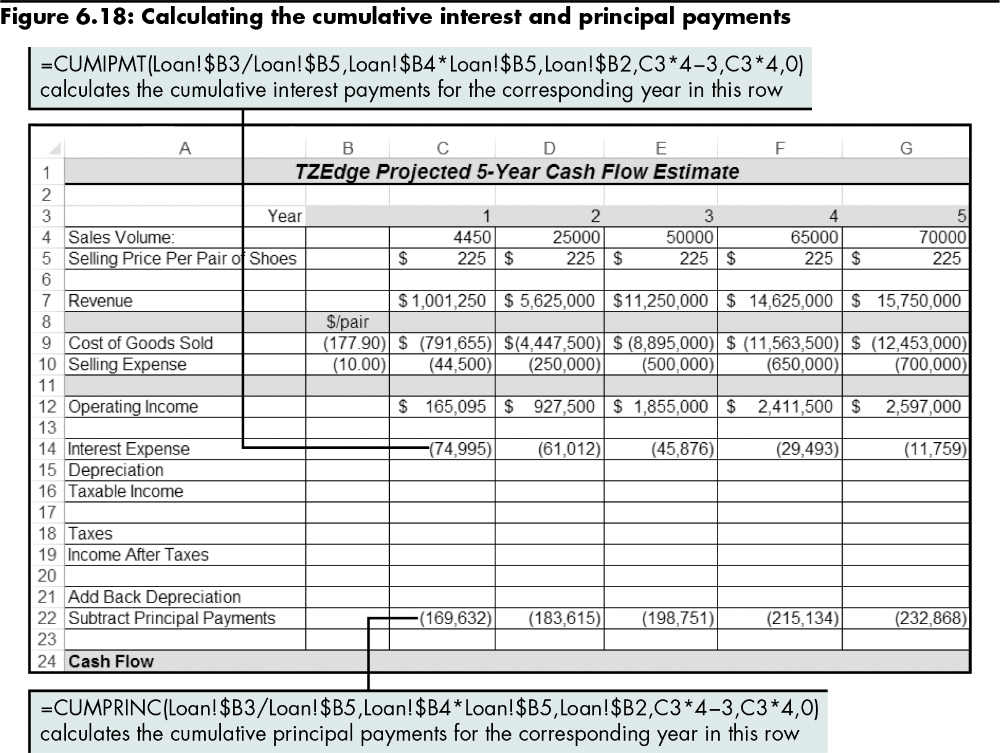 Figure 6.18: Calculating the cumulative interest and principal payments
=CUMIPMT(Loan!$B3/Loan!$B5,Loan!$B4*Loan!$B5,Loan!$B2,C3*4–3,C3*4,0)
calculates the cumulative interest payments for the corresponding year in this row
A B C D E F G
1 TZEdge Projected 5-Year Cash Flow Estimate
2
3 Year 1 2 3 4 5
4 Sales Volume: 4450 25000 50000 65000 70000
5 Selling Price Per Pair of Shoes $ 225 $ 225 $ 225 $ 225 $ 225
6
7 Revenue $ 1,001,250 $ 5,625,000 $11,250,000 $ 14,625,000 $ 15,750,000
8 $/pair
9 Cost of Goods Sold (177.90) $ (791,655) $(4,447,500) $ (8,895,000) $ (11,563,500) $ (12,453,000)
10 Selling Expense (10.00) (44,500) (250,000) (500,000) (650,000) (700,000)
11
12 Operating Income $ 165,095 $ 927,500 $ 1,855,000 $ 2,411,500 $ 2,597,000
13
14 Interest Expense (74,995) (61,012) (45,876) (29,493) (11,759)
15 Depreciation
16 Taxable Income
17
18 Taxes
19 Income After Taxes
20
21 Add Back Depreciation
22 Subtract Principal Payments (169,632) (183,615) (198,751) (215,134) (232,868)
23
24 Cash Flow
=CUMPRINC(Loan!$B3/Loan!$B5,Loan!$B4*Loan!$B5,Loan!$B2,C3*4–3,C3*4,0)
calculates the cumulative principal payments for the corresponding year in this row